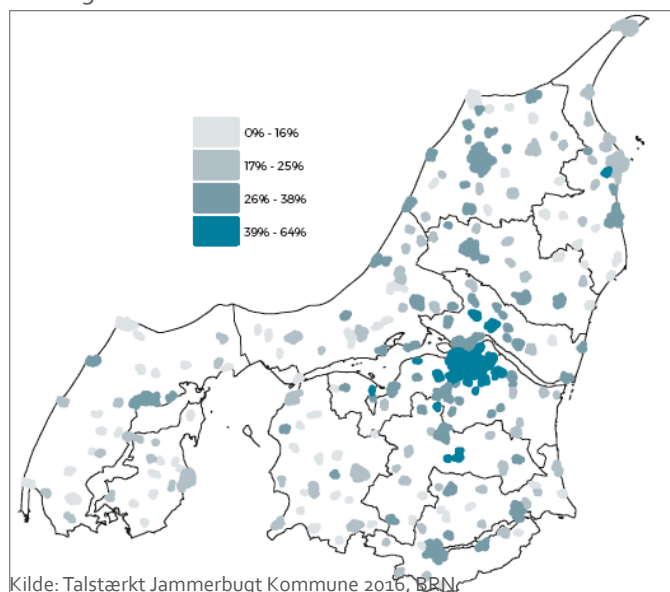 0% - 16%
17% - 25%
26% - 38%
39% - 64%
Kilde: Talstærkt Jammerbugt Kommune 2016, BRN.